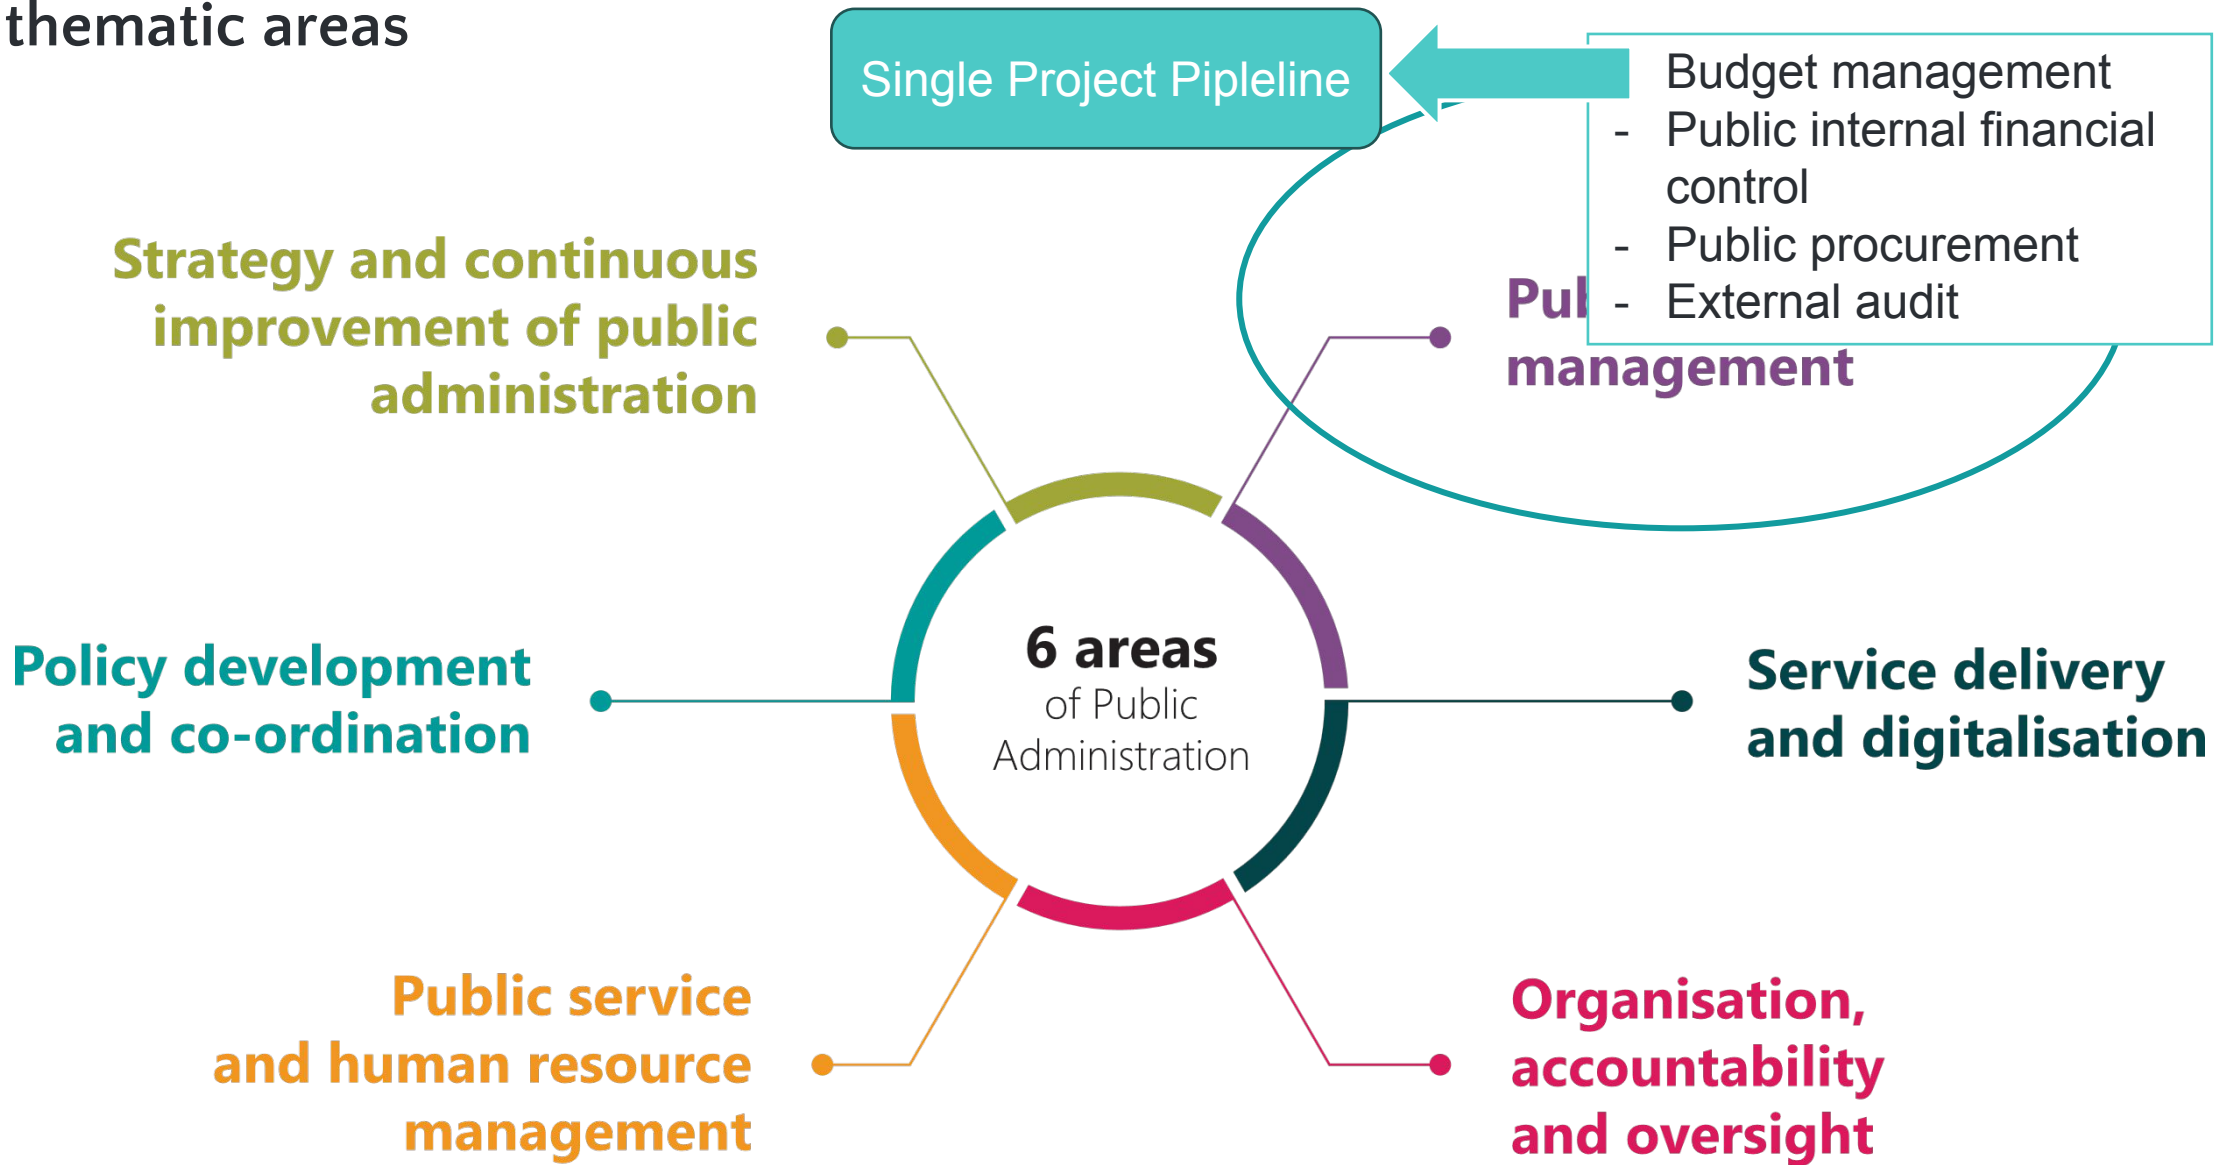 thematic areas
Single Project Pipleline
Budget management
- Public internal financial
control
- Public procurement
- External audit
Strategy and continuous
improvement of public
administration
management
Policy development
and co-ordination
6 areas
of Public
Administration
Service delivery
and digitalisation
Public service
and human resource
management
Organisation,
accountability
and oversight